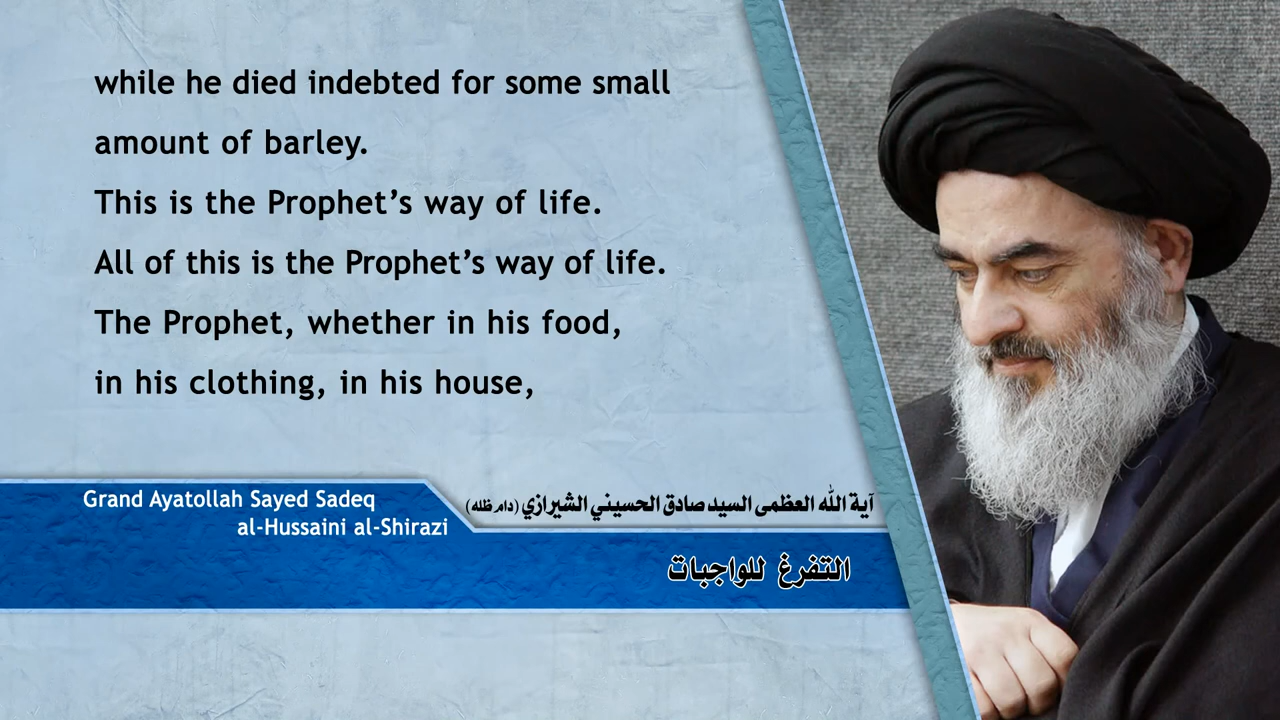 while he died indebted for some small
amount of barley.
This is the Prophet’s way of life.
All of this is the Prophet’s way of life.
The Prophet, whether in his food,
in his clothing, in his house,
Grand Ayatollah Sayed Sadeq
al-Hussaini al-Shirazi
آية الله العظمى السيد صادق الحسيني الشيرازي (دام ظله)
التفرغ للواجبات